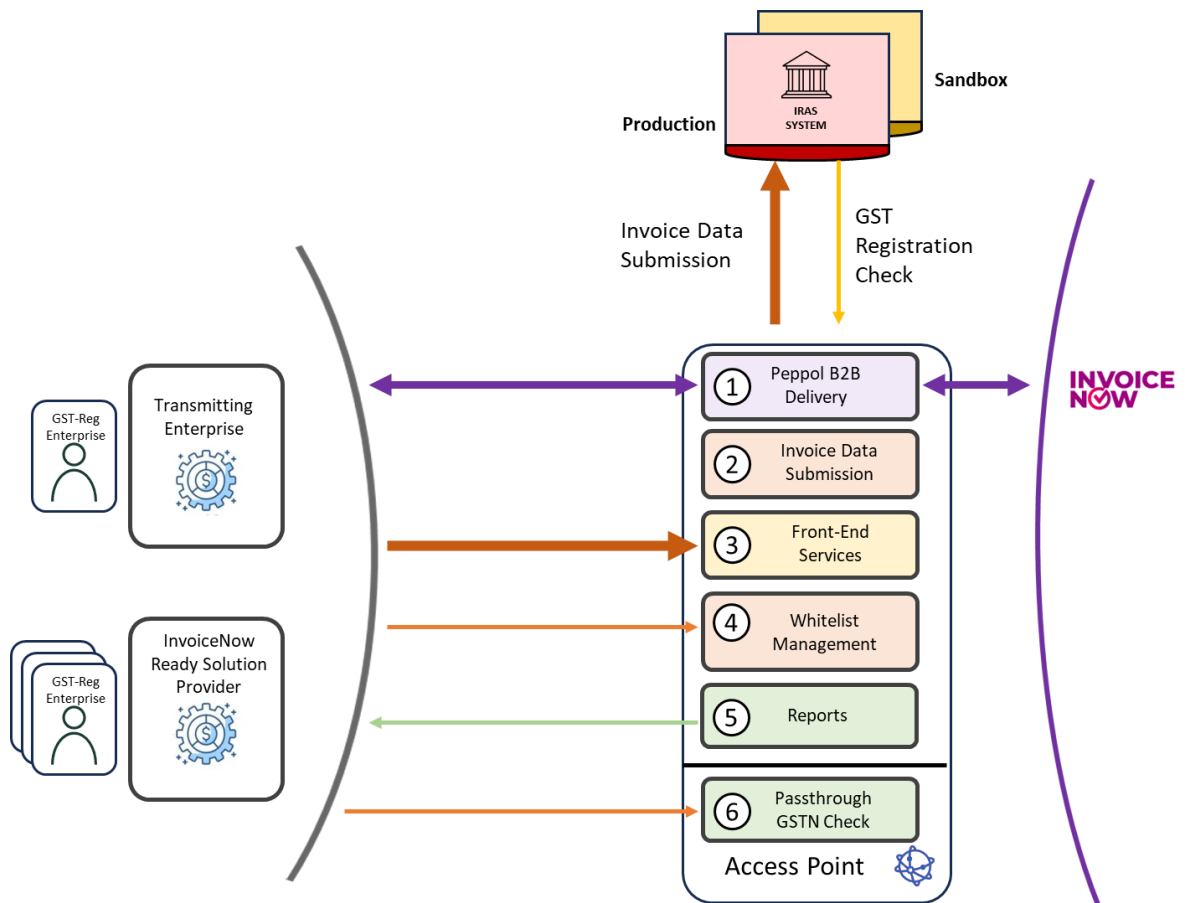 Sandbox
IRAS
SYSTEM
Production
Invoice Data
Submission
GST
Registration
Check
GST-Reg
Enterprise
Transmitting
Enterprise
$
1
Peppol B2B
Delivery
INVOICE
NOW
2
Invoice Data
Submission
3
Front-End
Services
GST-Reg
Enterprise
InvoiceNow
Ready Solution
Provider
$
4
Whitelist
Management
5
Reports
6
Passthrough
GSTN Check
Access Point